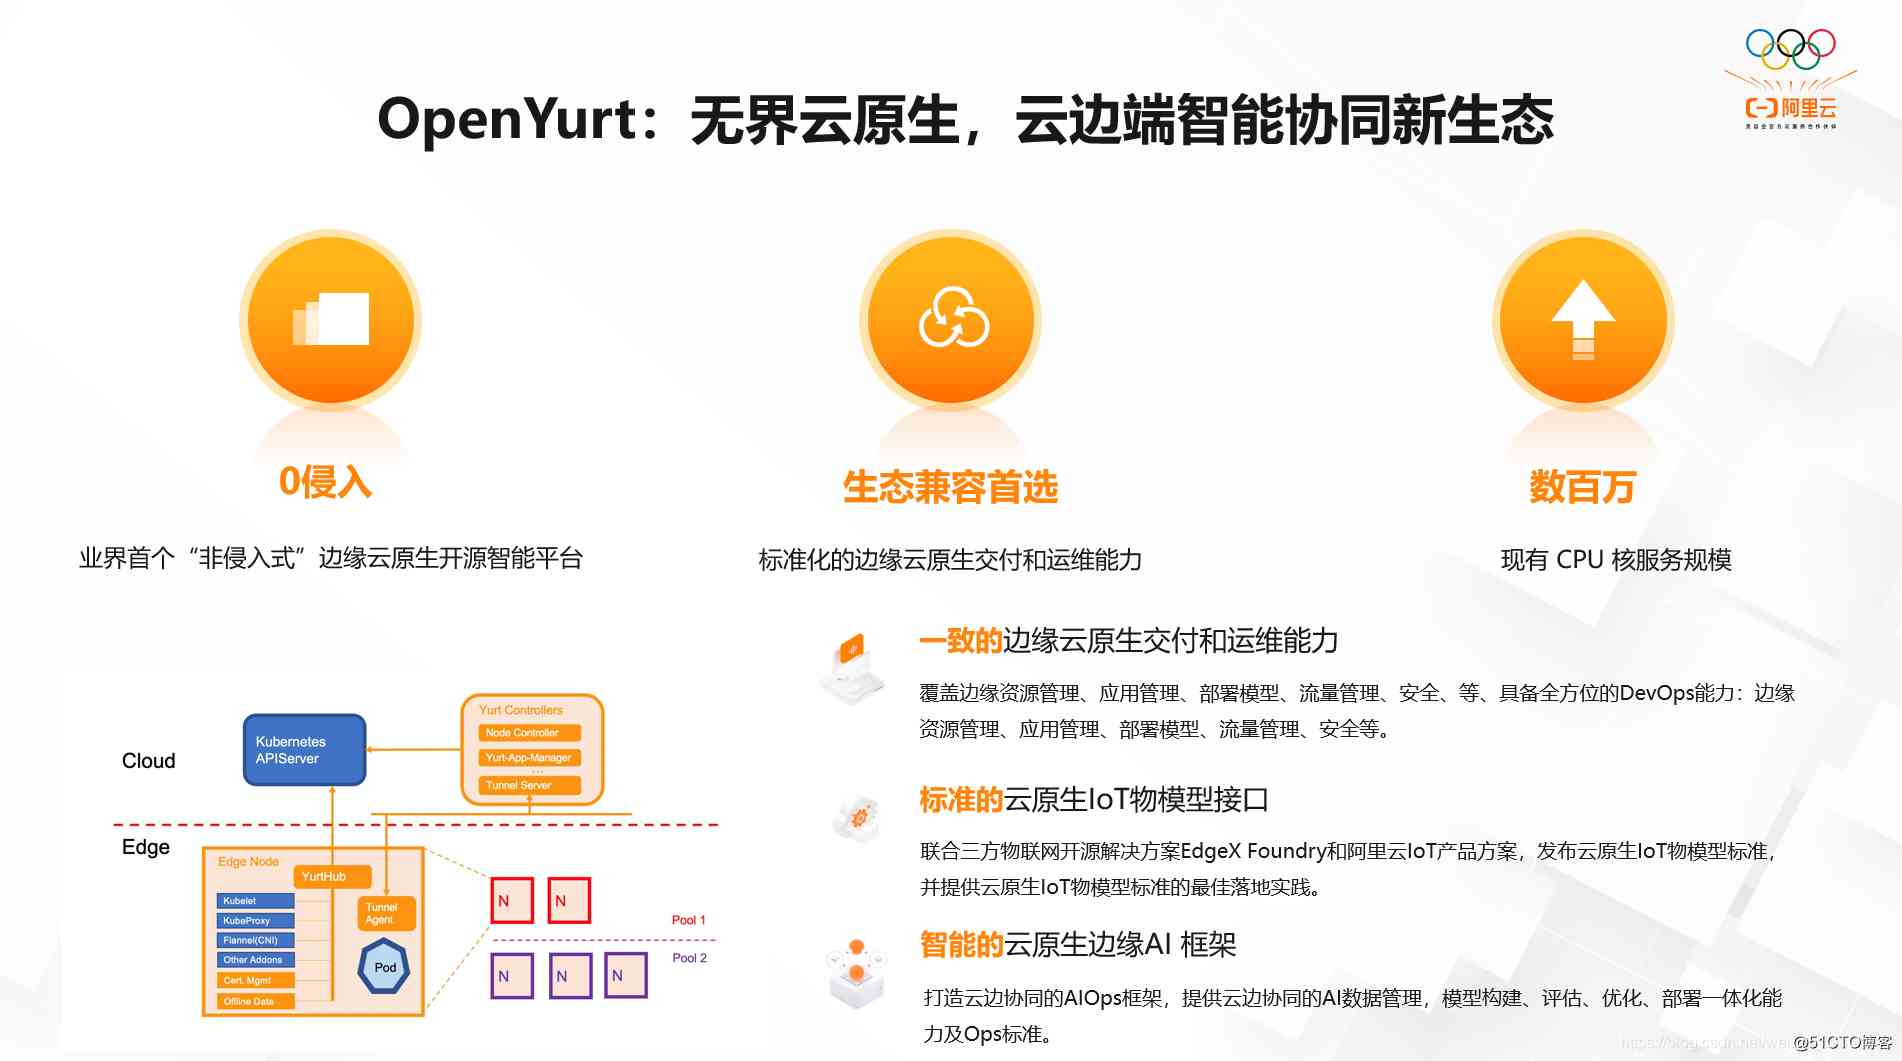 阿里云
奥运会官方云服务合作伙伴
OpenYurt：无界云原生，云边端智能协同新生态
0侵入
生态兼容首选
数百万
业界首个“非侵入式”边缘云原生开源智能平台
标准化的边缘云原生交付和运维能力
现有 CPU 核服务规模
Cloud
Kubernetes
APIServer
Yurt Controllers
Node Controller
Yurt-App-Manager
...
Tunnel Server
Edge
Edge Node
YurtHub
Kubelet
KubeProxy
Flannel(CNI)
Other Addons
Cert. Mgmt
Offline Data
Tunnel
Agent
Pod
N
N
Pool 1
Pool 2
N
N
N
一致的边缘云原生交付和运维能力
覆盖边缘资源管理、应用管理、部署模型、流量管理、安全、等、具备全方位的DevOps能力：边缘
资源管理、应用管理、部署模型、流量管理、安全等。
标准的云原生IoT物模型接口
联合三方物联网开源解决方案EdgeX Foundry和阿里云IoT产品方案，发布云原生IoT物模型标准，
并提供云原生IoT物模型标准的最佳落地实践。
智能的云原生边缘AI 框架
打造云边协同的AIOps框架，提供云边协同的AI数据管理，模型构建、评估、优化、部署一体化能
力及Ops标准。
https://blog.csdn.net/wei
@51CTO博客